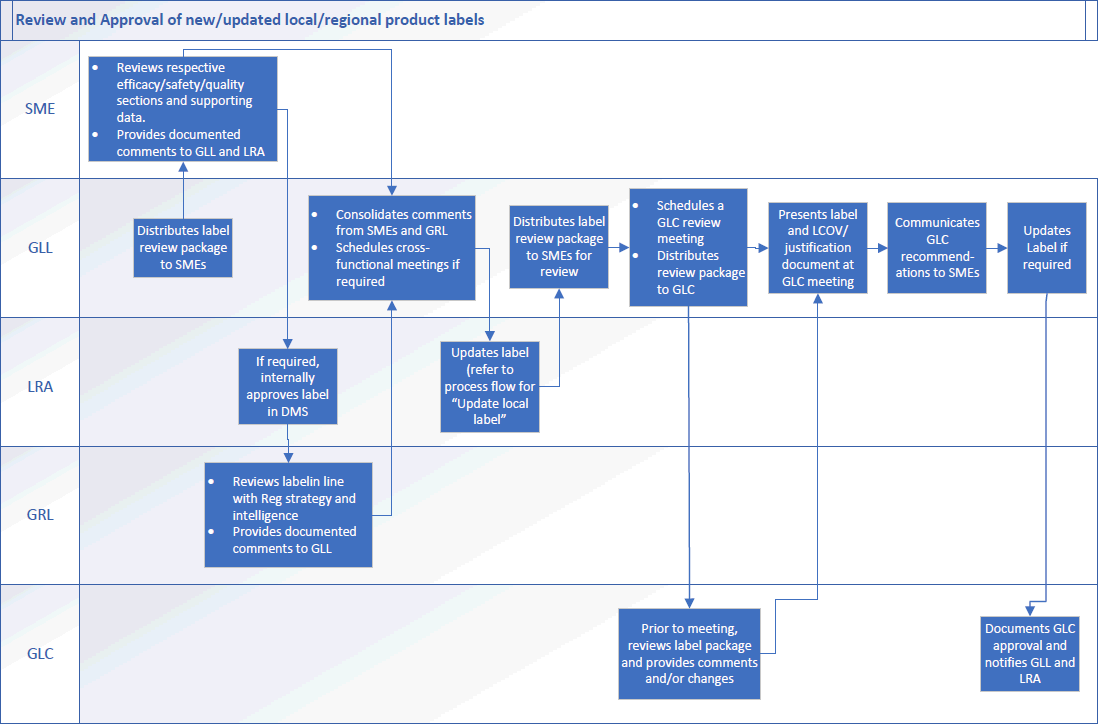 Review and Approval of new/updated local/regional product labels
SME
• Reviews respective
efficacy/safety/quality
sections and supporting
data.
• Provides documented
comments to GLL and LRA
GLL
Distributes label
review package
to SMEs
• Consolidates comments
from SMEs and GRL
• Schedules cross-
functional meetings if
required
Distributes label
review package
to SMEs for
review
• Schedules a
GLC review
meeting
• Distributes
review package
to GLC
Presents label
and LCOV/
justification
document at
GLC meeting
Communicates
GLC
recommend-
ations to SMEs
Updates
Label if
required
LRA
If required,
internally
approves label
in DMS
Updates label
(refer to
process flow for
“Update local
label”
GRL
• Reviews labelin line
with Reg strategy and
intelligence
• Provides documented
comments to GLL
GLC
Prior to meeting,
reviews label package
and provides comments
and/or changes
Documents GLC
approval and
notifies GLL and
LRA